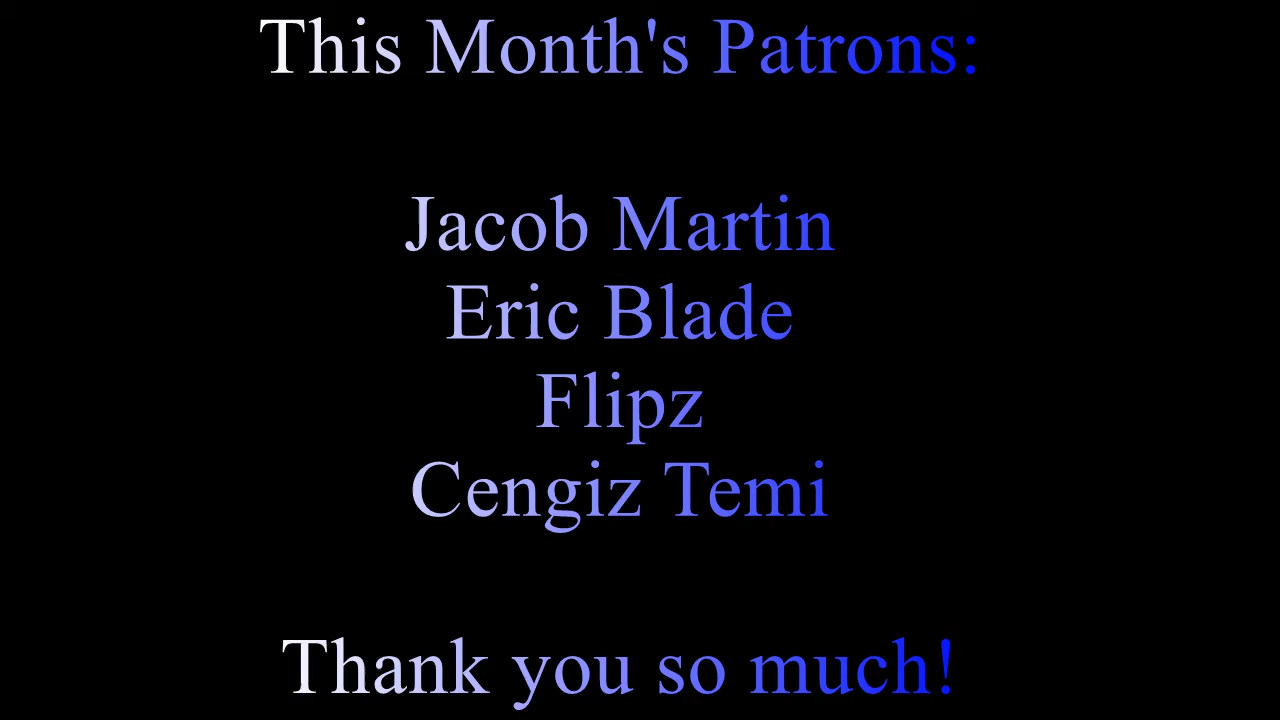 This Month's Patrons:
Jacob Martin
Eric Blade
Flipz
Cengiz Temi
Thank you so much!